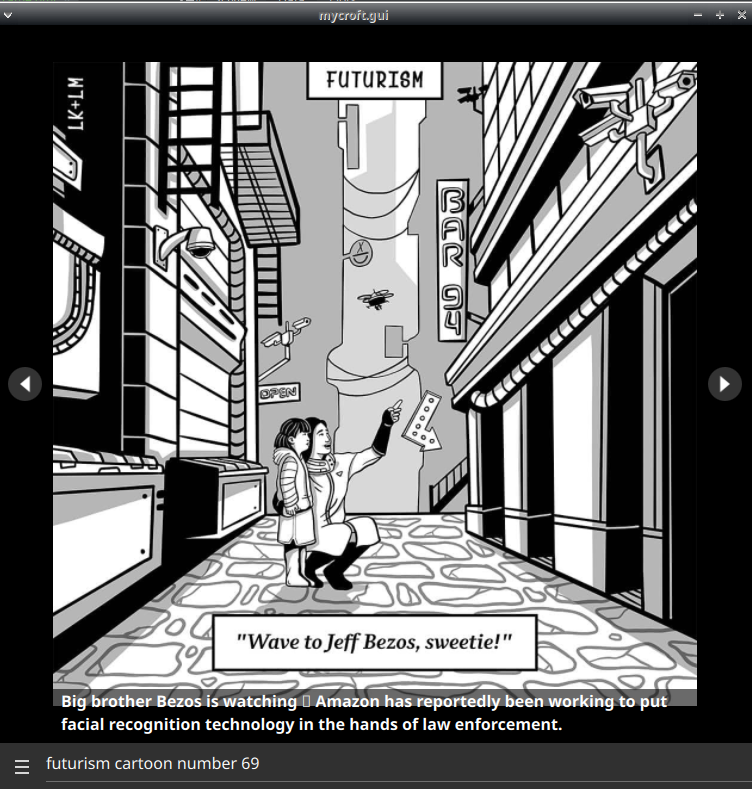 mycroft.gui
FUTURISM
LK+LM
BAR 94
OPEN
"Wave to Jeff Bezos, sweetie!"
Big brother Bezos is watching ▯ Amazon has reportedly been working to put
facial recognition technology in the hands of law enforcement.
futurism cartoon number 69